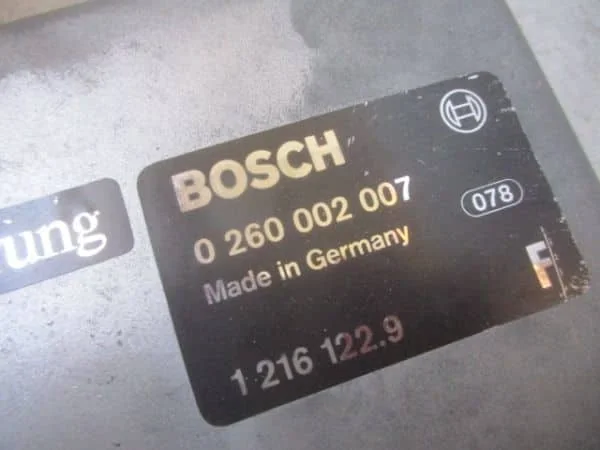 BOSCH
0 260 002 007
Made in Germany
078
F
1 216 122.9
rung